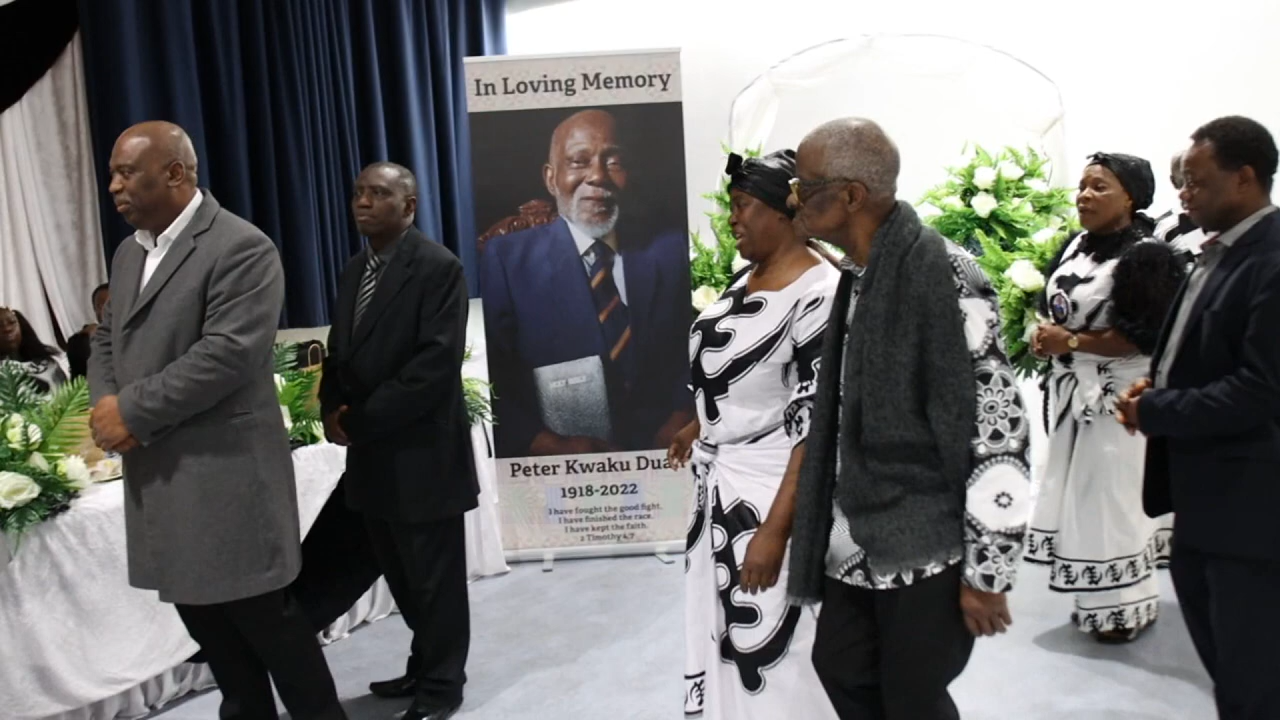 In Loving Memory
HOLY BIBLE
Peter Kwaku Dua
1918-2022
I have fought the good fight.
I have finished the race.
I have kept the faith.
2 Timothy 4:7